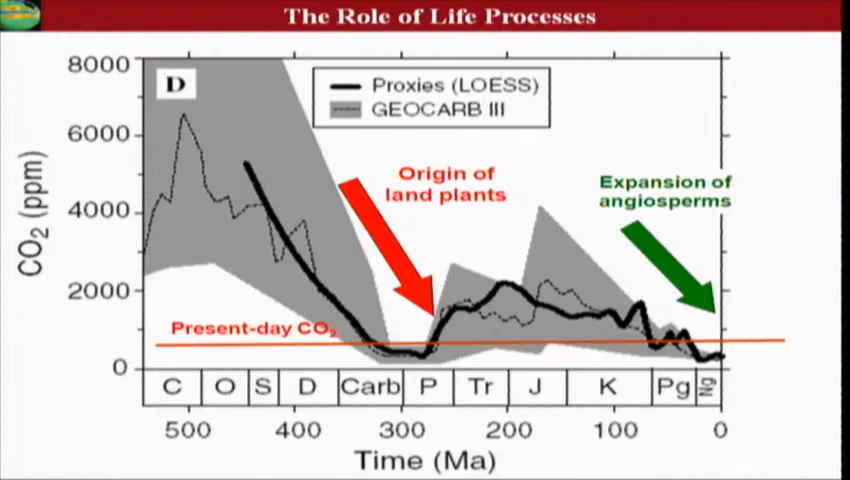 The Role of Life Processes
8000
6000
4000
2000
0
CO2 (ppm)
D
Proxies (LOESS)
GEOCARB III
Origin of
land plants
Expansion of
angiosperms
Present-day CO2
C O S D Carb P Tr J K Pg Ng
500 400 300 200 100 0
Time (Ma)